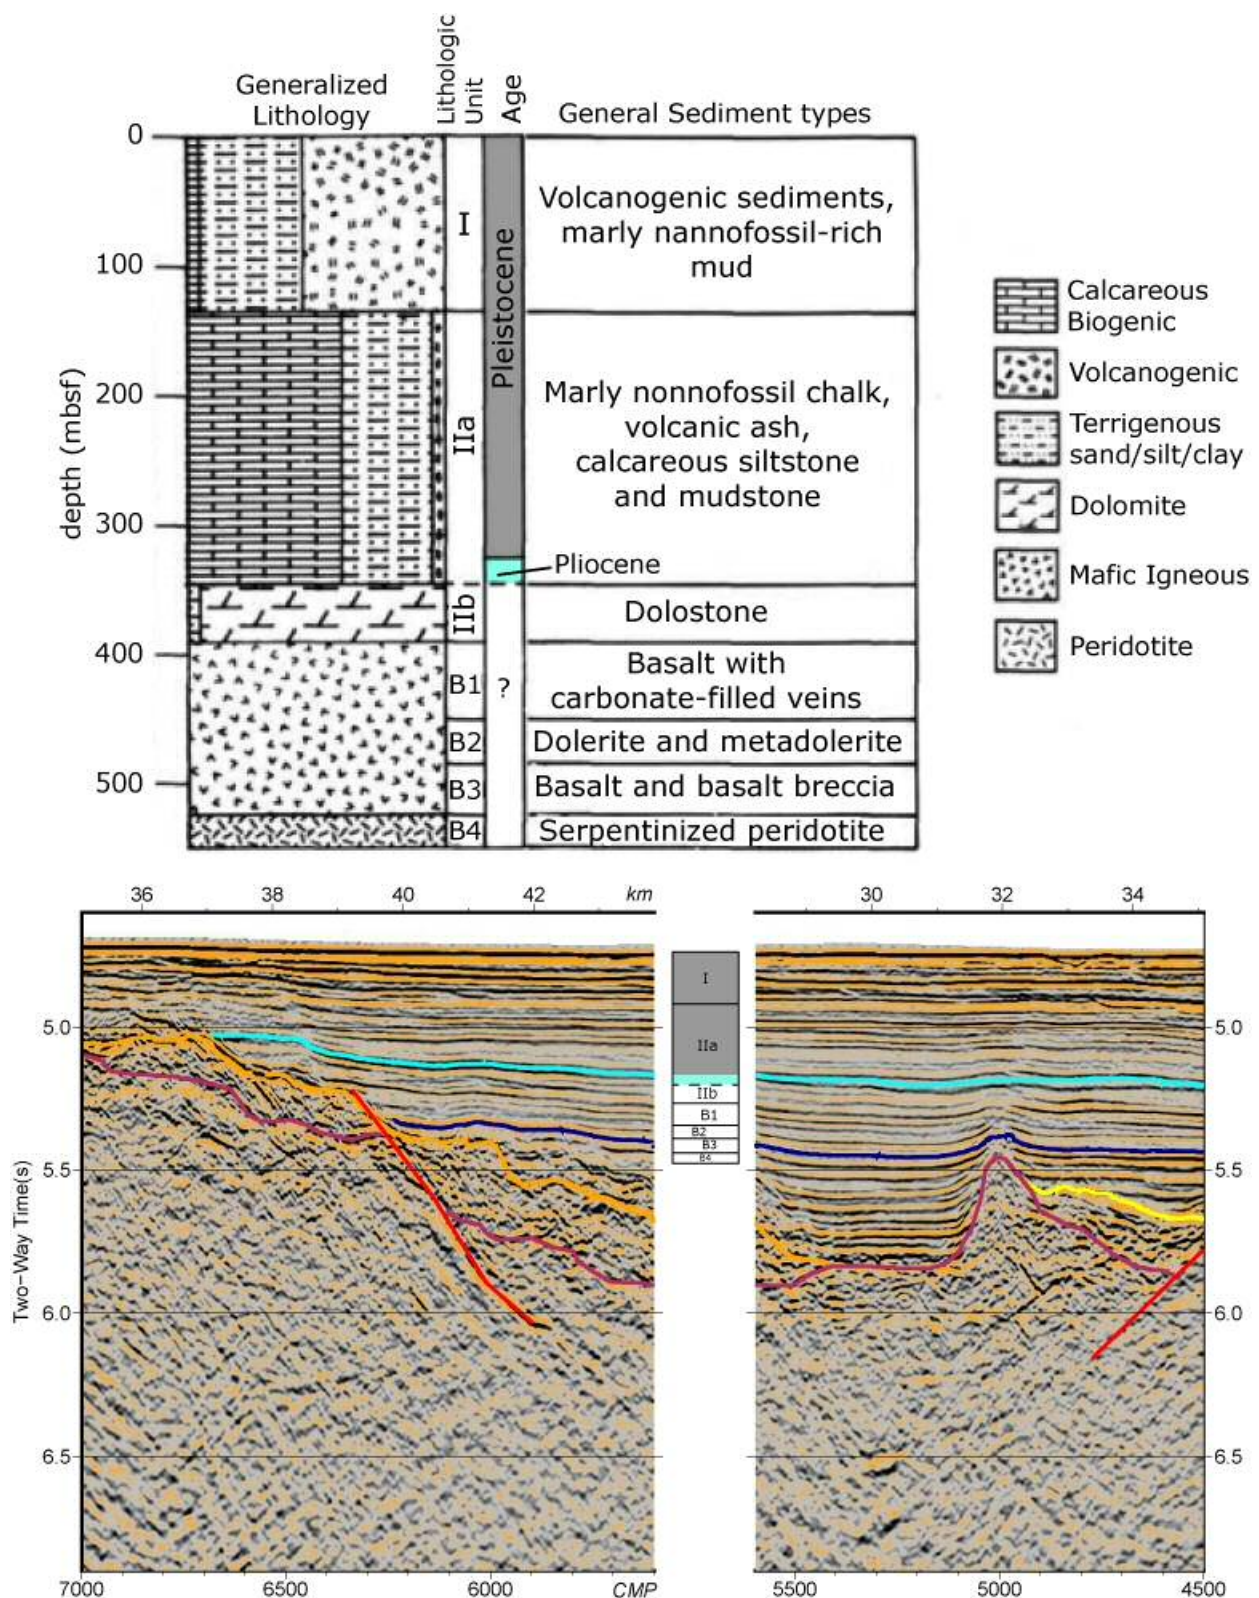 Generalized
Lithology
Lithologic
Unit
Age
General Sediment types
depth (mbsf)
0
100
200
300
400
500
I
IIa
IIb
B1
B2
B3
B4
Pleistocene
Pliocene
?
Volcanogenic sediments,
marly nannofossil-rich
mud
Marly nonnofossil chalk,
volcanic ash,
calcareous siltstone
and mudstone
Dolostone
Basalt with
carbonate-filled veins
Dolerite and metadolerite
Basalt and basalt breccia
Serpentinized peridotite
Calcareous
Biogenic
Volcanogenic
Terrigenous
sand/silt/clay
Dolomite
Mafic Igneous
Peridotite
36 38 40 42 km
30 32 34
Two-Way Time(s)
5.0
5.5
6.0
6.5
I
IIa
IIb
B1
B2
B3
B4
5.0
5.5
6.0
6.5
7000 6500 6000 CMP
5500 5000 4500